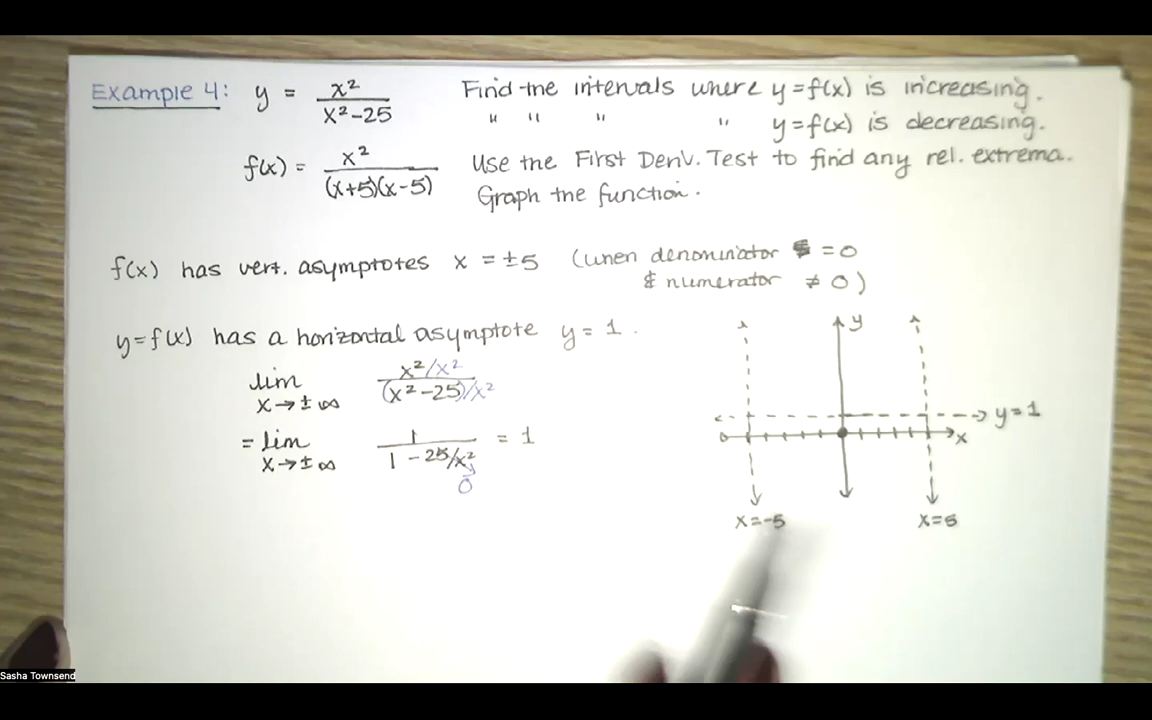 Example 4: y = x²/(x²-25) Find the intervals where y=f(x) is increasing.
" " " " y=f(x) is decreasing.
f(x) = x²/((x+5)(x-5)) Use the First Deriv. Test to find any rel. extrema.
Graph the function.
f(x) has vert. asymptotes x = ±5 (when denominator = 0
& numerator ≠ 0)
y=f(x) has a horizontal asymptote y = 1.
lim x→±∞ (x²/x²)/((x²-25)/x²)
= lim x→±∞ 1/(1 - 25/x²) = 1
0
y
y=1
x
x=-5
x=5
Sasha Townsend